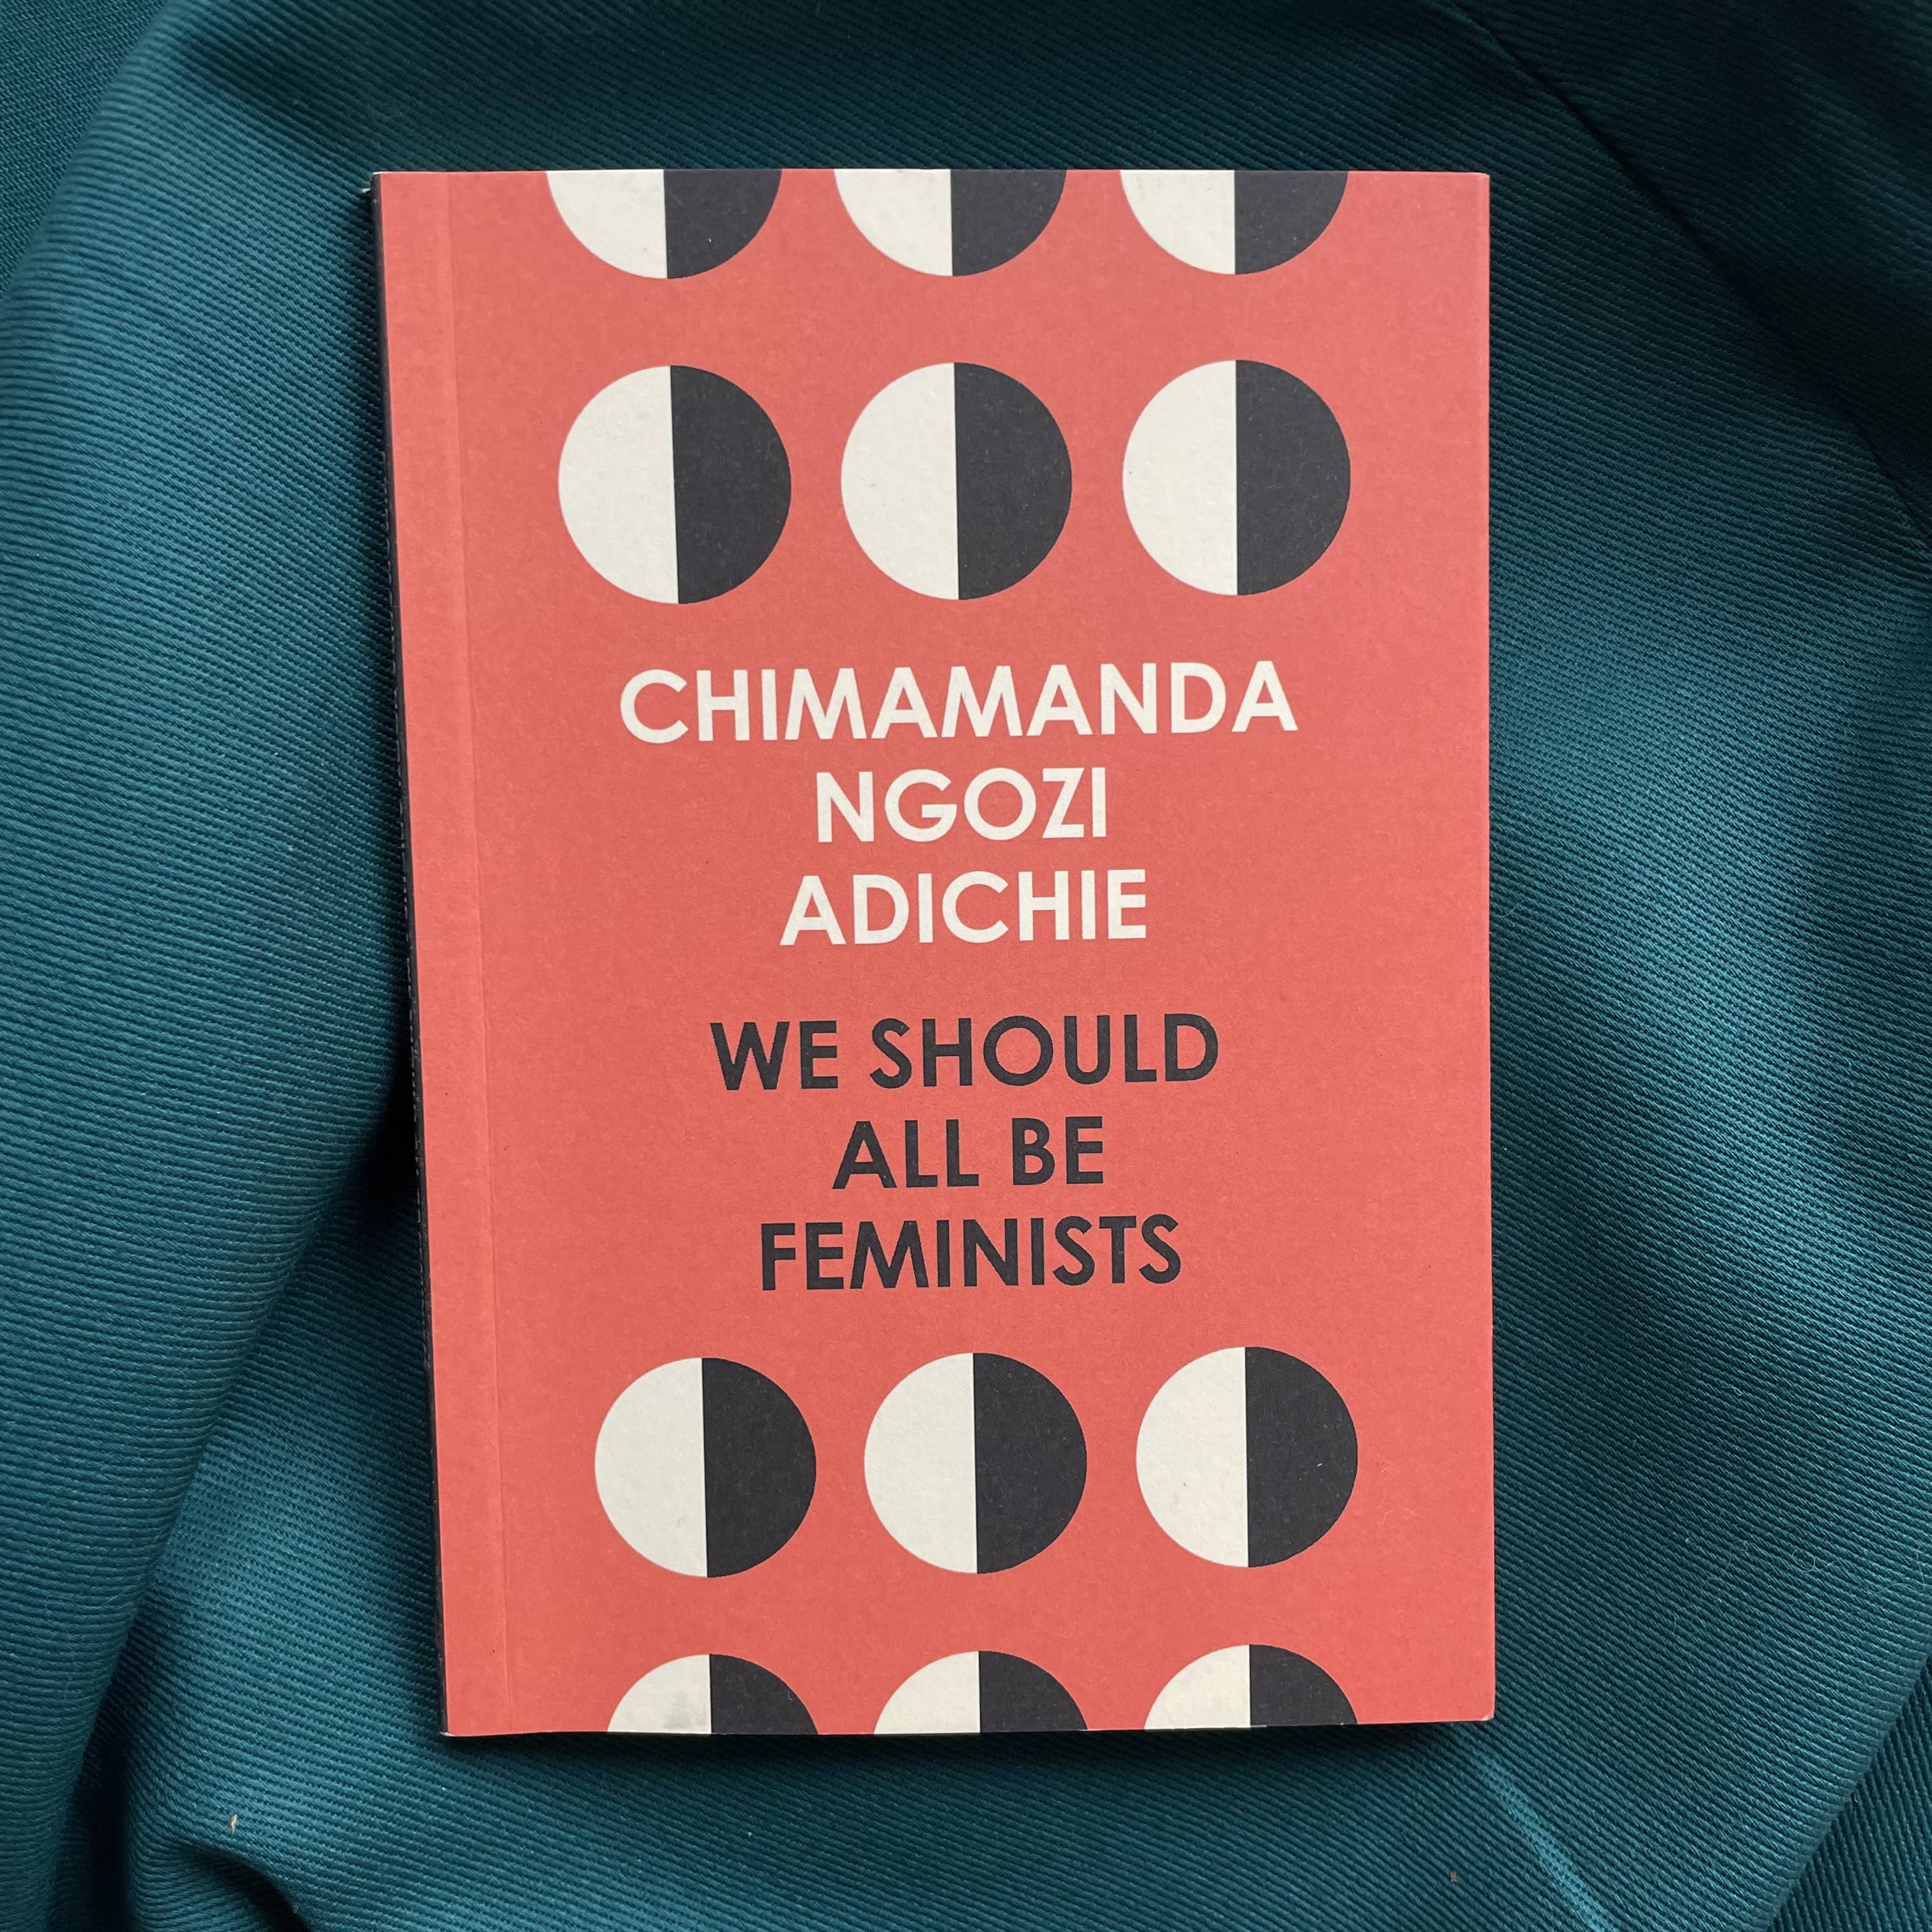 CHIMAMANDA
NGOZI
ADICHIE
WE SHOULD
ALL BE
FEMINISTS